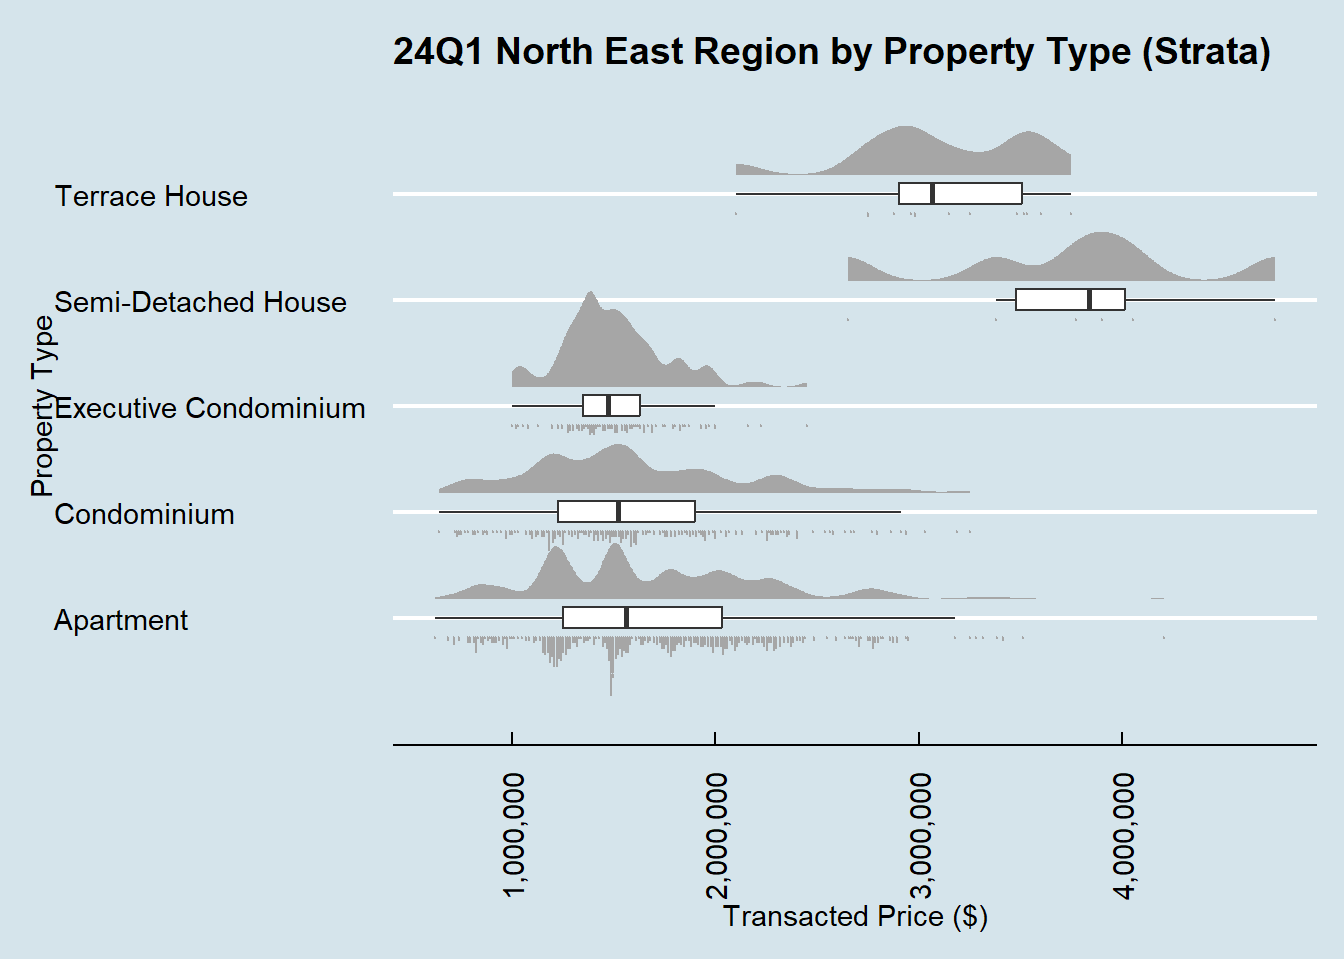 24Q1 North East Region by Property Type (Strata)
Property Type
Terrace House
Semi-Detached House
Executive Condominium
Condominium
Apartment
1,000,000
2,000,000
3,000,000
4,000,000
Transacted Price ($)